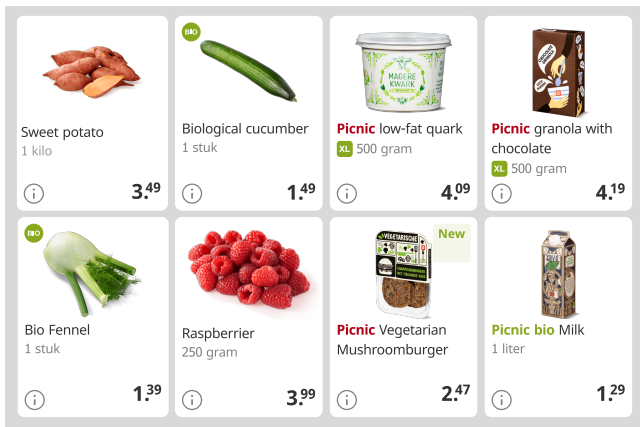 Sweet potato
1 kilo
3.49
BIO
Biological cucumber
1 stuk
1.49
MAGERE
KWARK
Picnic low-fat quark
XL 500 gram
4.09
Picnic granola with
chocolate
XL 500 gram
4.19
BIO
Bio Fennel
1 stuk
1.39
Raspberrier
250 gram
3.99
VEGETARISCHE
New
Picnic Vegetarian
Mushroomburger
2.47
Picnic bio Milk
1 liter
1.29